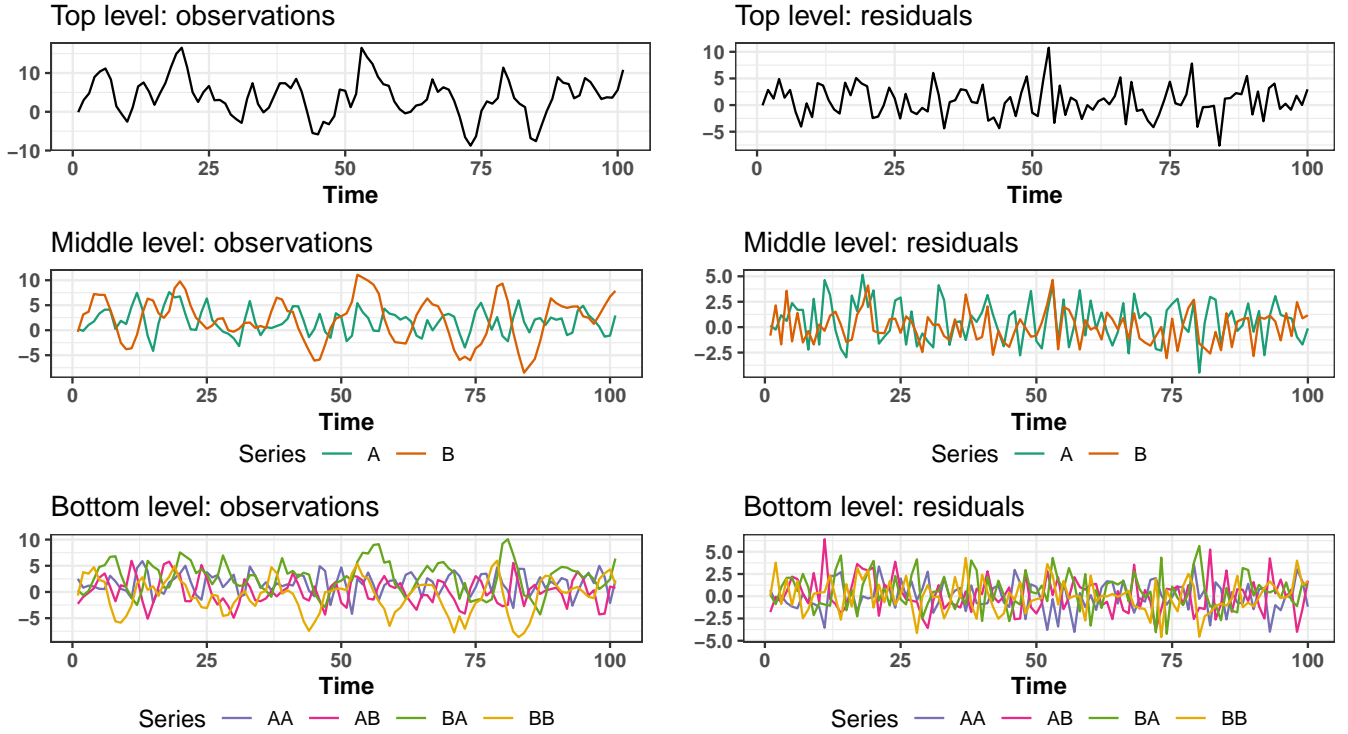 Top level: observations
10
0
−10
0 25 50 75 100
Time
Top level: residuals
10
5
0
−5
0 25 50 75 100
Time
Middle level: observations
10
5
0
−5
0 25 50 75 100
Time
Series A B
Middle level: residuals
5.0
2.5
0.0
−2.5
0 25 50 75 100
Time
Series A B
Bottom level: observations
10
5
0
−5
0 25 50 75 100
Time
Series AA AB BA BB
Bottom level: residuals
5.0
2.5
0.0
−2.5
−5.0
0 25 50 75 100
Time
Series AA AB BA BB